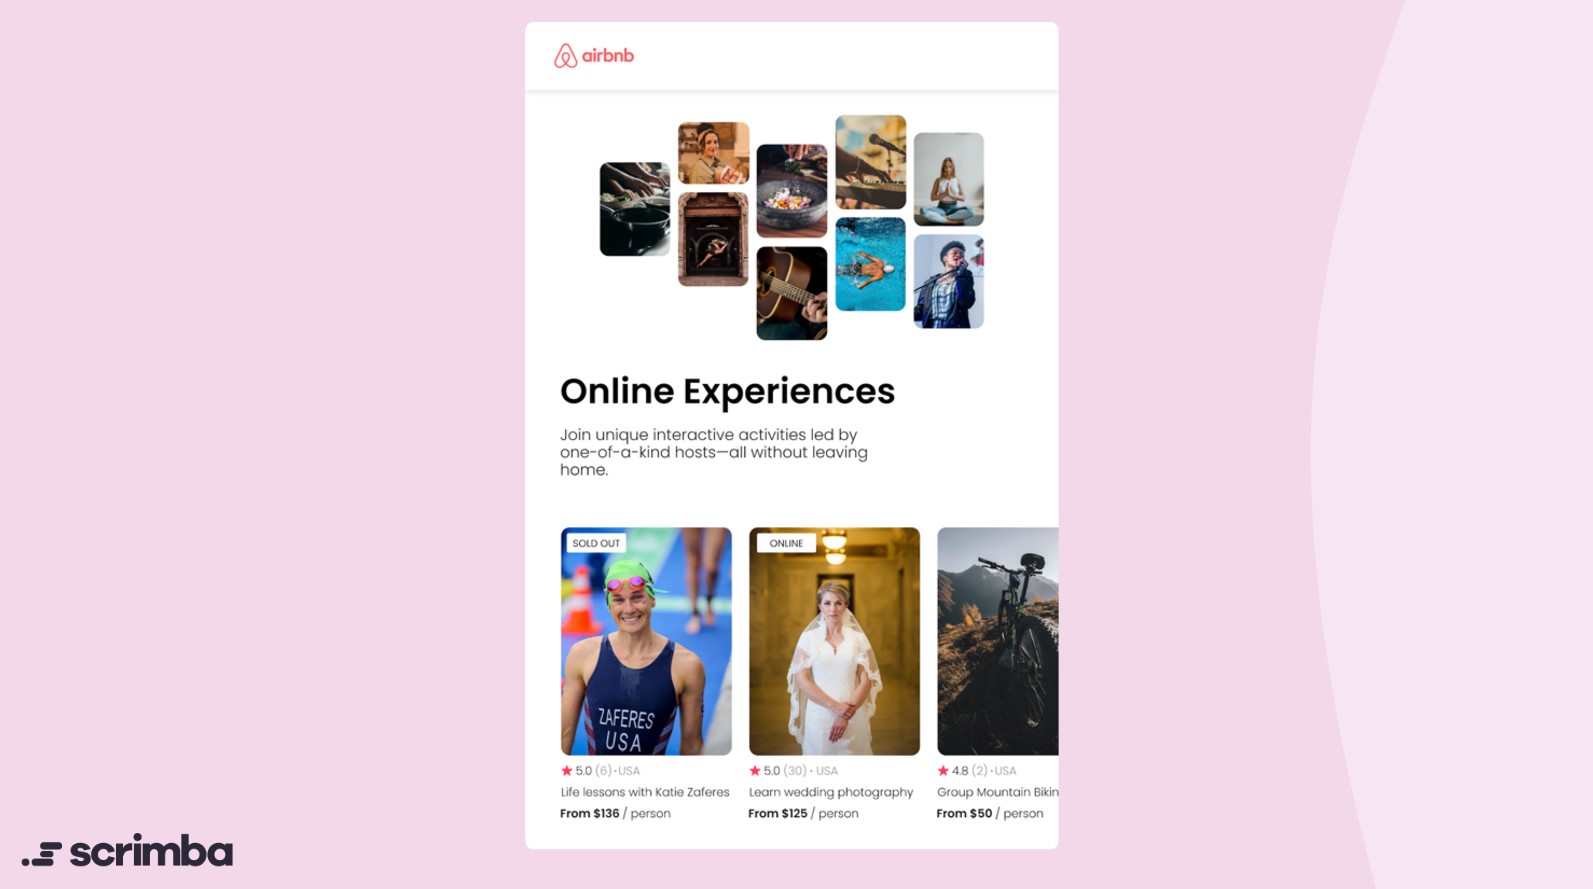 airbnb
Online Experiences
Join unique interactive activities led by
one-of-a-kind hosts—all without leaving
home.
SOLD OUT
ZAFERES
USA
5.0 (6) • USA
Life lessons with Katie Zaferes
From $136 / person
ONLINE
5.0 (30) • USA
Learn wedding photography
From $125 / person
4.8 (2) • USA
Group Mountain Bikin
From $50 / person
scrimba